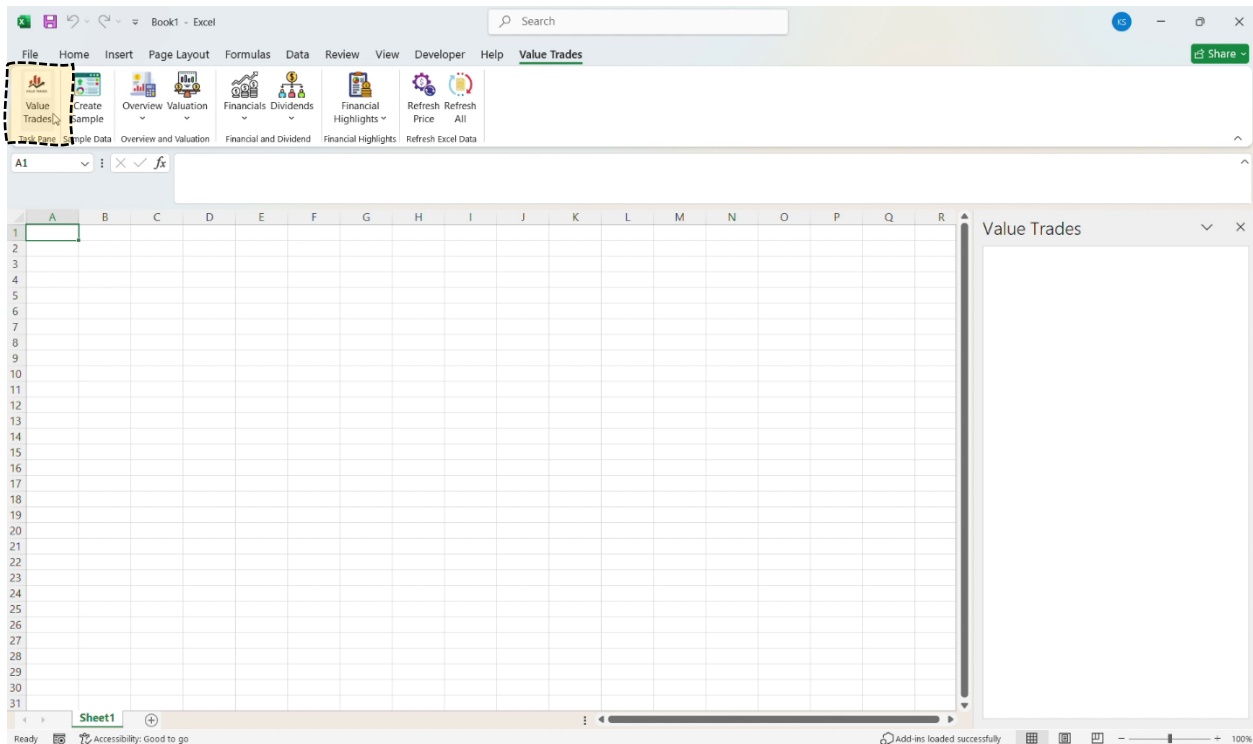 Book1 - Excel
Search
KS
File Home Insert Page Layout Formulas Data Review View Developer Help Value Trades
Share
Value Trades
Create Sample
Overview
Valuation
Financials
Dividends
Financial Highlights
Refresh Price
Refresh All
Task Pane
Sample Data
Overview and Valuation
Financial and Dividend
Financial Highlights
Refresh Excel Data
A1
fx
A B C D E F G H I J K L M N O P Q R
Value Trades
1
2
3
4
5
6
7
8
9
10
11
12
13
14
15
16
17
18
19
20
21
22
23
24
25
26
27
28
29
30
31
Sheet1
Ready
Accessibility: Good to go
Add-ins loaded successfully
100%